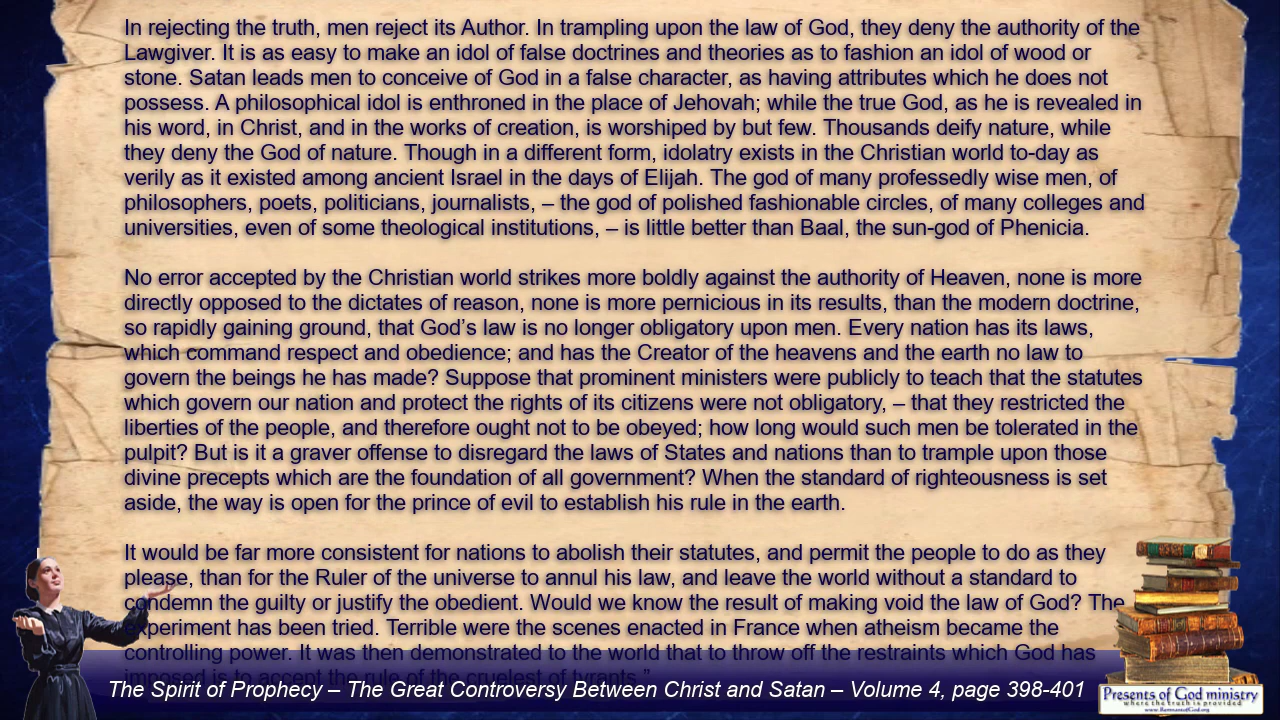 In rejecting the truth, men reject its Author. In trampling upon the law of God, they deny the authority of the
Lawgiver. It is as easy to make an idol of false doctrines and theories as to fashion an idol of wood or
stone. Satan leads men to conceive of God in a false character, as having attributes which he does not
possess. A philosophical idol is enthroned in the place of Jehovah; while the true God, as he is revealed in
his word, in Christ, and in the works of creation, is worshiped by but few. Thousands deify nature, while
they deny the God of nature. Though in a different form, idolatry exists in the Christian world to-day as
verily as it existed among ancient Israel in the days of Elijah. The god of many professedly wise men, of
philosophers, poets, politicians, journalists, – the god of polished fashionable circles, of many colleges and
universities, even of some theological institutions, – is little better than Baal, the sun-god of Phenicia.
No error accepted by the Christian world strikes more boldly against the authority of Heaven, none is more
directly opposed to the dictates of reason, none is more pernicious in its results, than the modern doctrine,
so rapidly gaining ground, that God’s law is no longer obligatory upon men. Every nation has its laws,
which command respect and obedience; and has the Creator of the heavens and the earth no law to
govern the beings he has made? Suppose that prominent ministers were publicly to teach that the statutes
which govern our nation and protect the rights of its citizens were not obligatory, – that they restricted the
liberties of the people, and therefore ought not to be obeyed; how long would such men be tolerated in the
pulpit? But is it a graver offense to disregard the laws of States and nations than to trample upon those
divine precepts which are the foundation of all government? When the standard of righteousness is set
aside, the way is open for the prince of evil to establish his rule in the earth.
It would be far more consistent for nations to abolish their statutes, and permit the people to do as they
please, than for the Ruler of the universe to annul his law, and leave the world without a standard to
condemn the guilty or justify the obedient. Would we know the result of making void the law of God? The
experiment has been tried. Terrible were the scenes enacted in France when atheism became the
controlling power. It was then demonstrated to the world that to throw off the restraints which God has
imposed is to accept the rule of the cruelest of tyrants.”
The Spirit of Prophecy – The Great Controversy Between Christ and Satan – Volume 4, page 398-401
Presents of God ministry
where the truth is provided
www.RemnantofGod.org